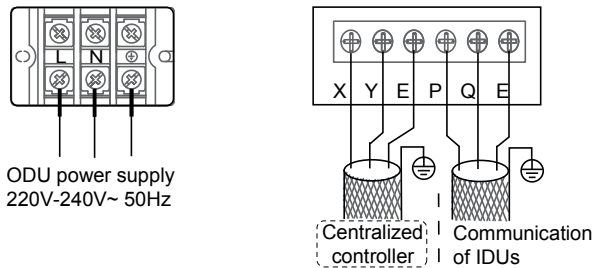 L N
ODU power supply
220V-240V~ 50Hz
X Y E P Q E
Centralized
controller
Communication
of IDUs